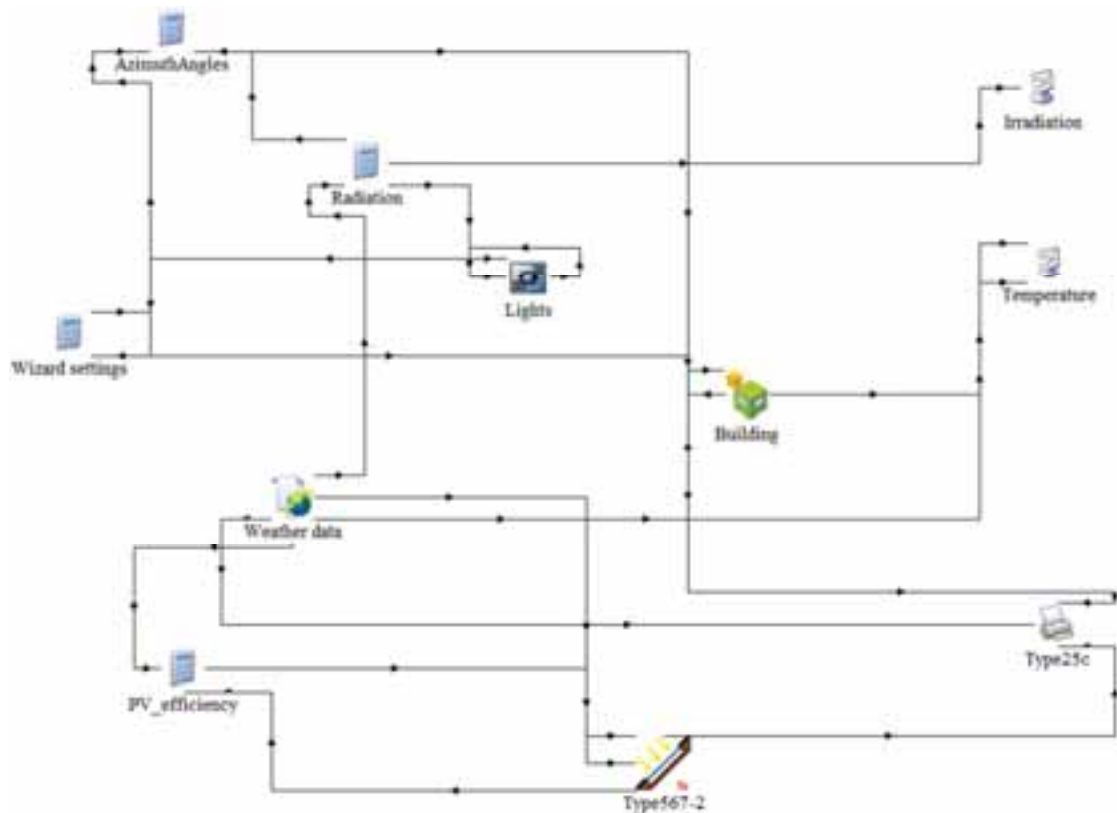 AzimuthAngles
Irradiation
Radiation
Temperature
Lights
Wizard settings
Building
Weather data
Type25c
PV_efficiency
Type567-2